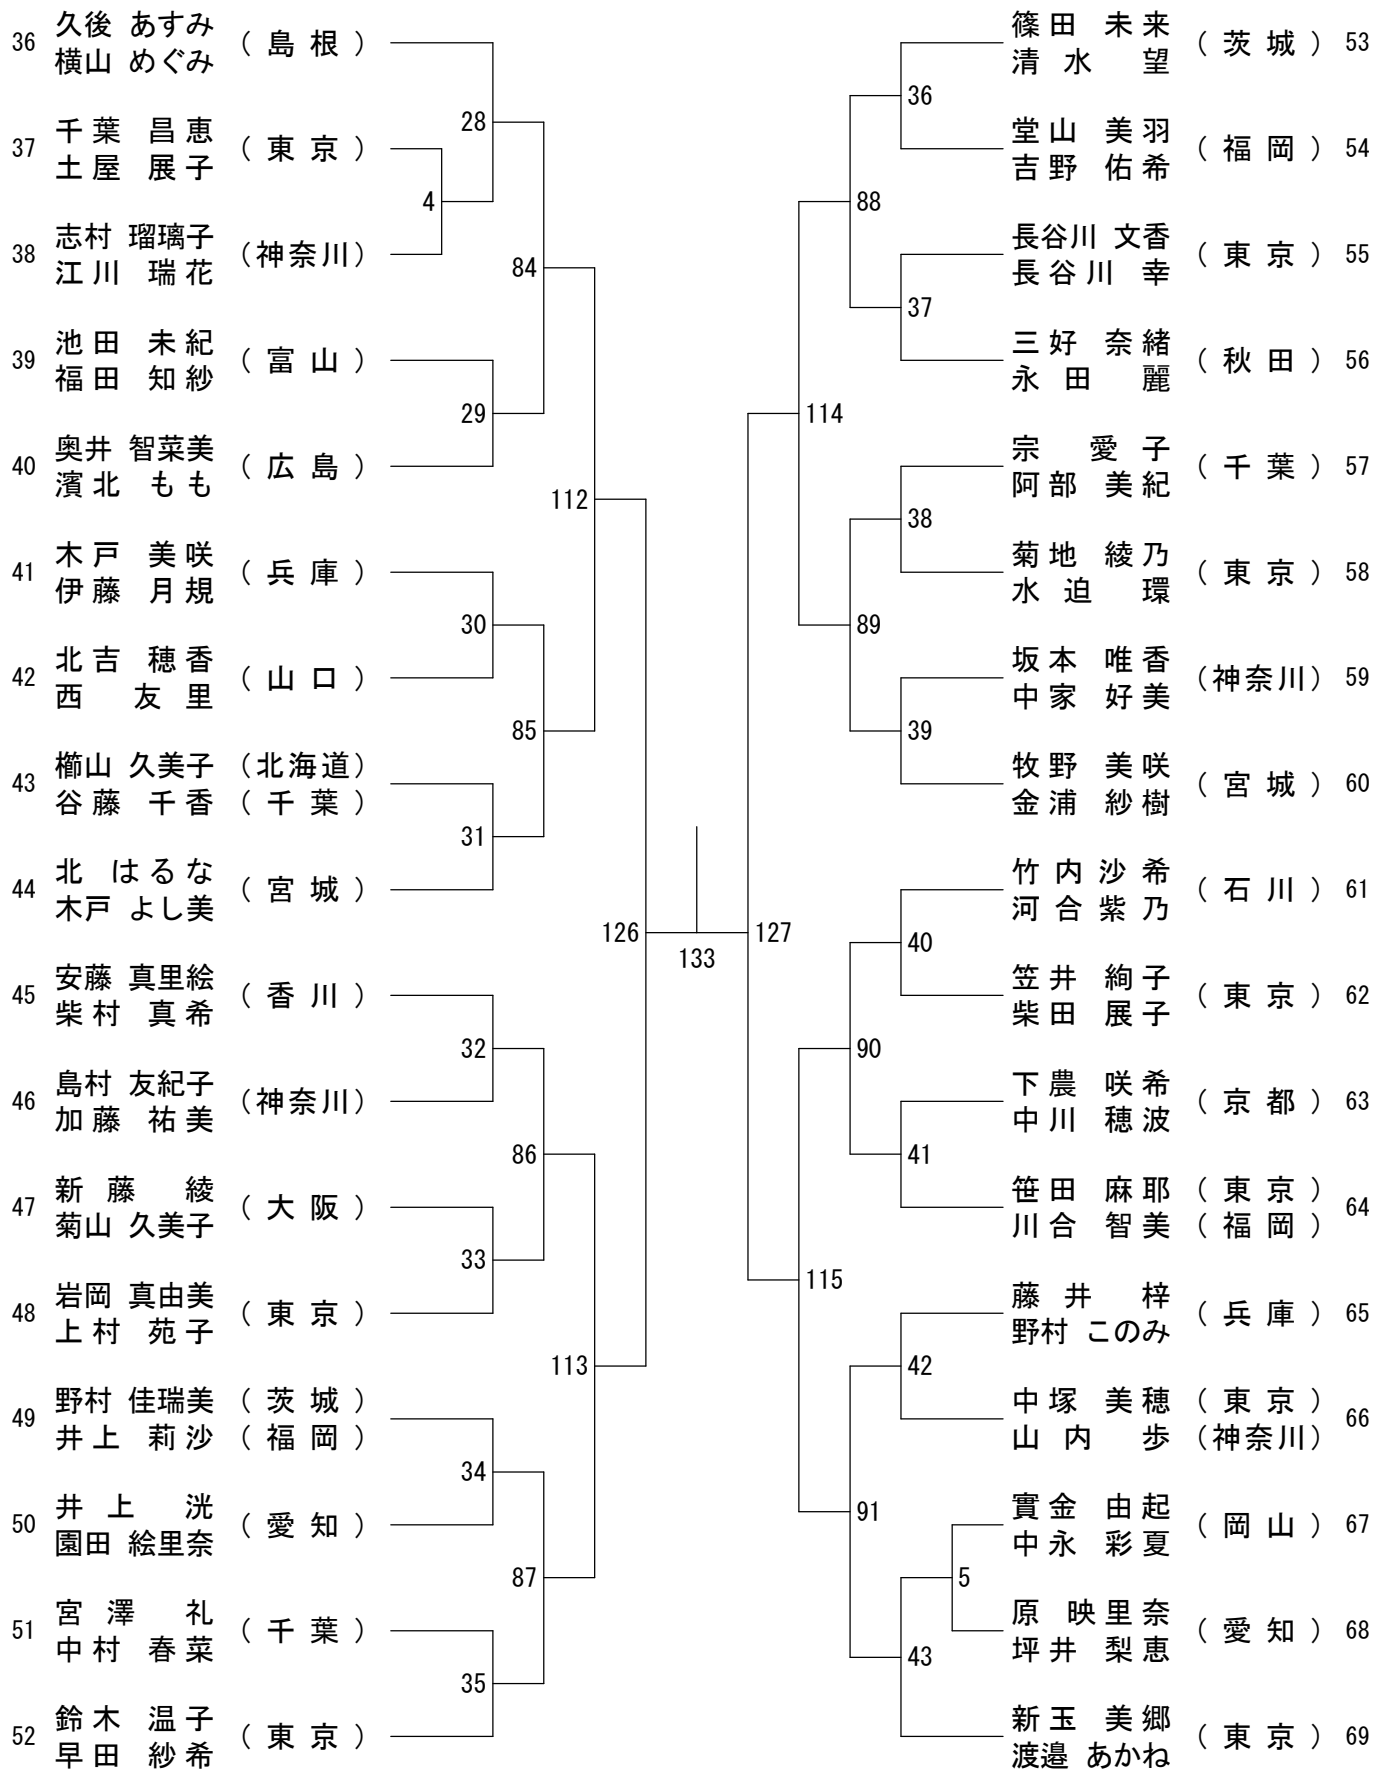 36 久後 あすみ (島根)
横山 めぐみ
37 千葉 昌恵 (東京)
土屋 展子
38 志村 瑠璃子 (神奈川)
江川 瑞花
39 池田 未紀 (富山)
福田 知紗
40 奥井 智菜美 (広島)
濱北 もも
41 木戸 美咲 (兵庫)
伊藤 月規
42 北吉 穂香 (山口)
西 友里
43 櫛山 久美子 (北海道)
谷藤 千香 (千葉)
44 北 はるな (宮城)
木戸 よし美
45 安藤 真里絵 (香川)
柴村 真希
46 島村 友紀子 (神奈川)
加藤 祐美
47 新藤 綾 (大阪)
菊山 久美子
48 岩岡 真由美 (東京)
上村 苑子
49 野村 佳瑞美 (茨城)
井上 莉沙 (福岡)
50 井上 洸 (愛知)
園田 絵里奈
51 宮澤 礼 (千葉)
中村 春菜
52 鈴木 温子 (東京)
早田 紗希
28
4
84
29
112
30
85
31
126
32
86
33
113
34
87
35
133
127
36
88
37
114
38
89
39
40
90
41
115
42
91
5
43
篠田 未来 (茨城) 53
清水 望
堂山 美羽 (福岡) 54
吉野 佑希
長谷川 文香 (東京) 55
長谷川 幸
三好 奈緒 (秋田) 56
永田 麗
宗 愛子 (千葉) 57
阿部 美紀
菊地 綾乃 (東京) 58
水迫 環
坂本 唯香 (神奈川) 59
中家 好美
牧野 美咲 (宮城) 60
金浦 紗樹
竹内沙希 (石川) 61
河合紫乃
笠井 絢子 (東京) 62
柴田 展子
下農 咲希 (京都) 63
中川 穂波
笹田 麻耶 (東京) 64
川合 智美 (福岡)
藤井 梓 (兵庫) 65
野村 このみ
中塚 美穂 (東京) 66
山内 歩 (神奈川)
實金 由起 (岡山) 67
中永 彩夏
原 映里奈 (愛知) 68
坪井 梨恵
新玉 美郷 (東京) 69
渡邉 あかね